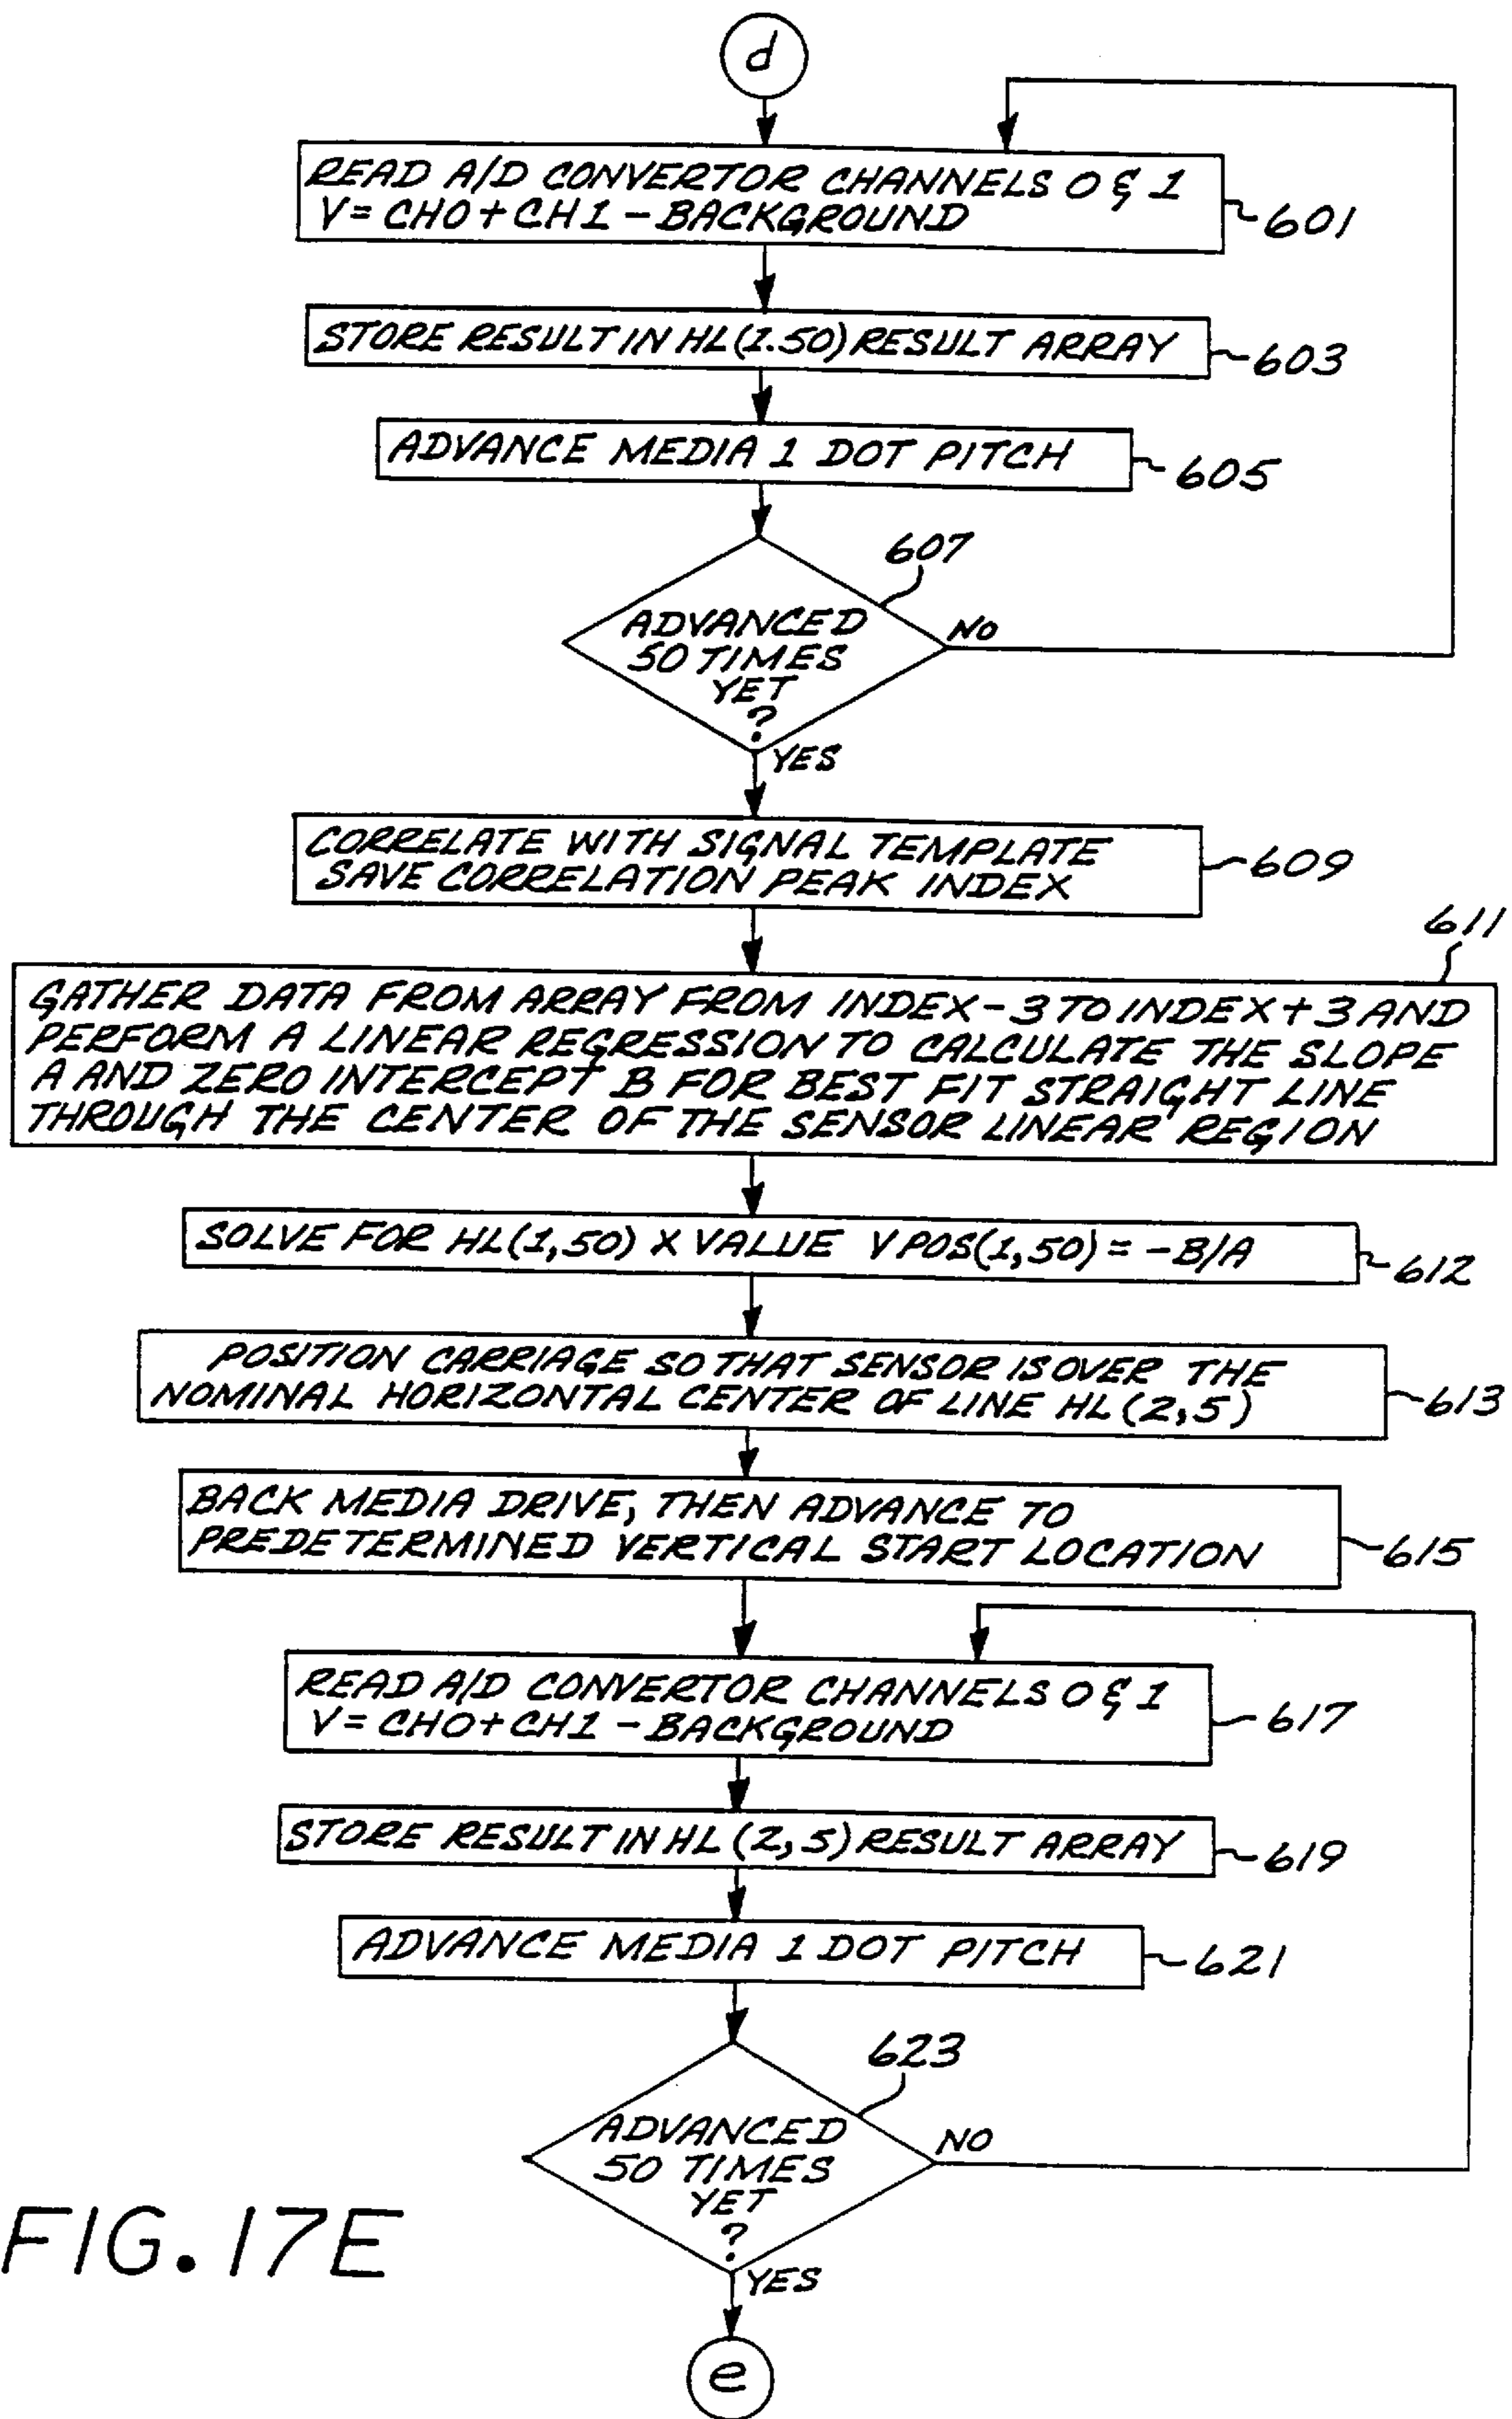 d
READ A/D CONVERTOR CHANNELS 0 & 1
V = CH0 + CH1 - BACKGROUND
601
STORE RESULT IN HL(1.50) RESULT ARRAY
603
ADVANCE MEDIA 1 DOT PITCH
605
607
ADVANCED
50 TIMES
YET
?
NO
YES
CORRELATE WITH SIGNAL TEMPLATE
SAVE CORRELATION PEAK INDEX
609
611
GATHER DATA FROM ARRAY FROM INDEX-3 TO INDEX+3 AND
PERFORM A LINEAR REGRESSION TO CALCULATE THE SLOPE
A AND ZERO INTERCEPT B FOR BEST FIT STRAIGHT LINE
THROUGH THE CENTER OF THE SENSOR LINEAR REGION
SOLVE FOR HL(1,50) X VALUE VPOS(1,50) = -B/A
612
POSITION CARRIAGE SO THAT SENSOR IS OVER THE
NOMINAL HORIZONTAL CENTER OF LINE HL(2,5)
613
BACK MEDIA DRIVE, THEN ADVANCE TO
PREDETERMINED VERTICAL START LOCATION
615
READ A/D CONVERTOR CHANNELS 0 & 1
V = CH0 + CH1 - BACKGROUND
617
STORE RESULT IN HL(2,5) RESULT ARRAY
619
ADVANCE MEDIA 1 DOT PITCH
621
623
ADVANCED
50 TIMES
YET
?
NO
YES
e
FIG. 17E